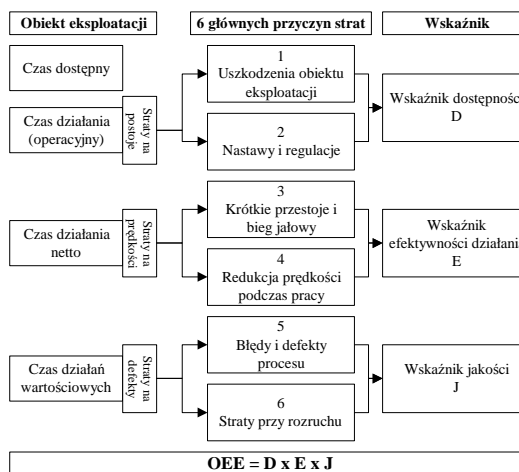 Obiekt eksploatacji
6 głównych przyczyn strat
Wskaźnik
Czas dostępny
Czas działania
(operacyjny)
Straty na
postoje
1
Uszkodzenia obiektu
eksploatacji
2
Nastawy i regulacje
Wskaźnik dostępności
D
Czas działania
netto
Straty na
prędkości
3
Krótkie przestoje i
bieg jałowy
4
Redukcja prędkości
podczas pracy
Wskaźnik
efektywności działania
E
Czas działań
wartościowych
Straty na
defekty
5
Błędy i defekty
procesu
6
Straty przy rozruchu
Wskaźnik jakości
J
OEE = D x E x J